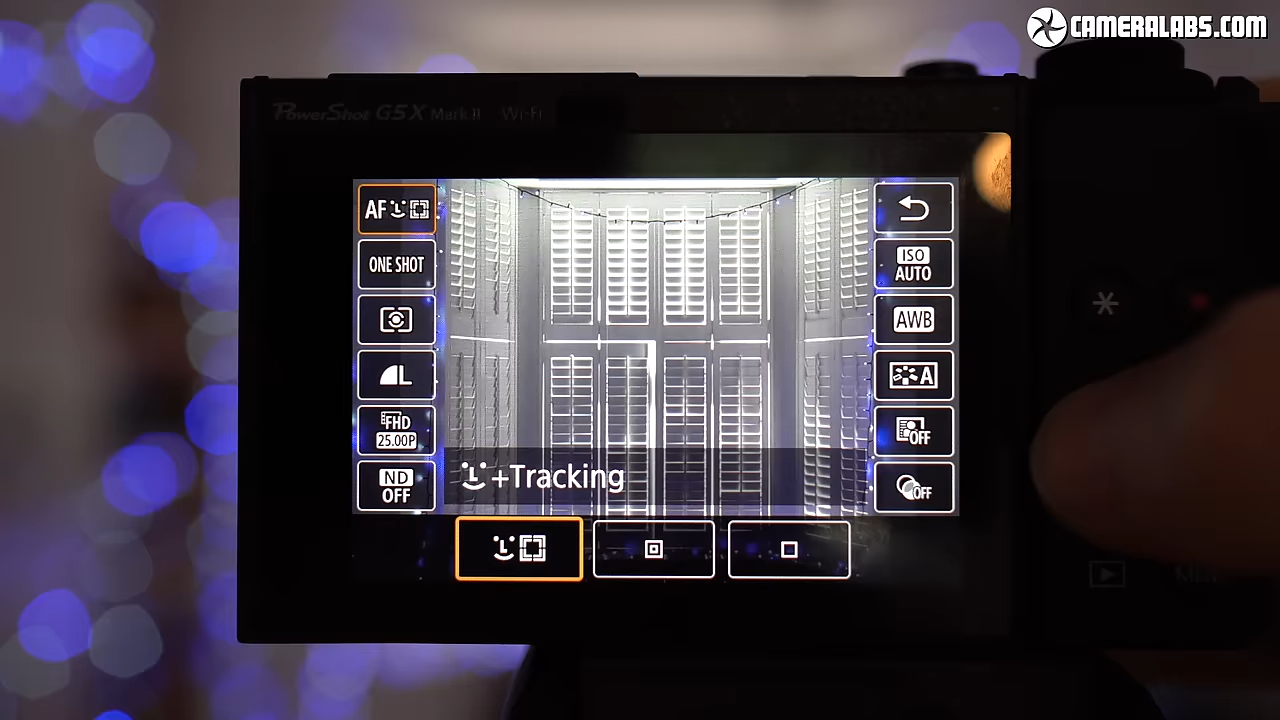 CAMERALABS.COM
PowerShot G5X Mark II Wi-Fi
AF
ONE SHOT
L
FHD
25.00P
ND
OFF
ISO
AUTO
AWB
A
OFF
OFF
+Tracking